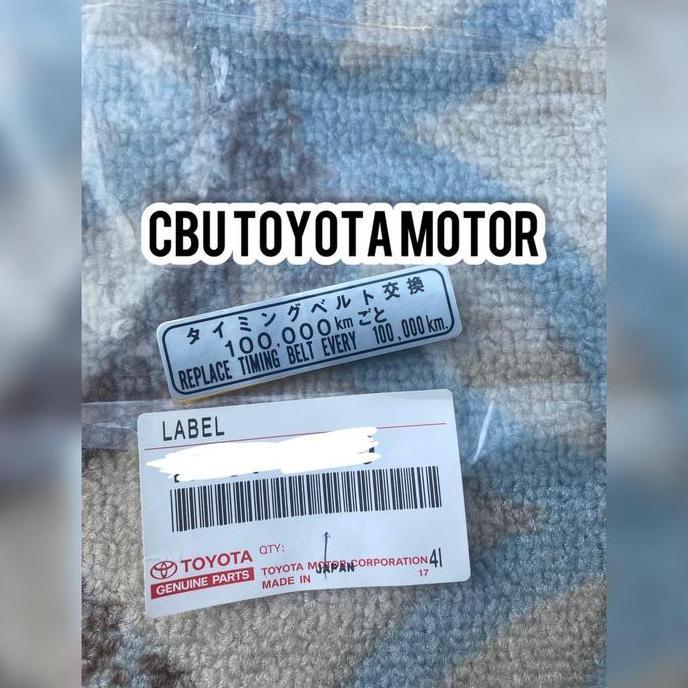 CBU TOYOTA MOTOR
タイミングベルト交換
100,000kmごと
REPLACE TIMING BELT EVERY 100,000km.
LABEL
TOYOTA
GENUINE PARTS
QTY: 1
TOYOTA MOTOR CORPORATION 41
MADE IN JAPAN 17